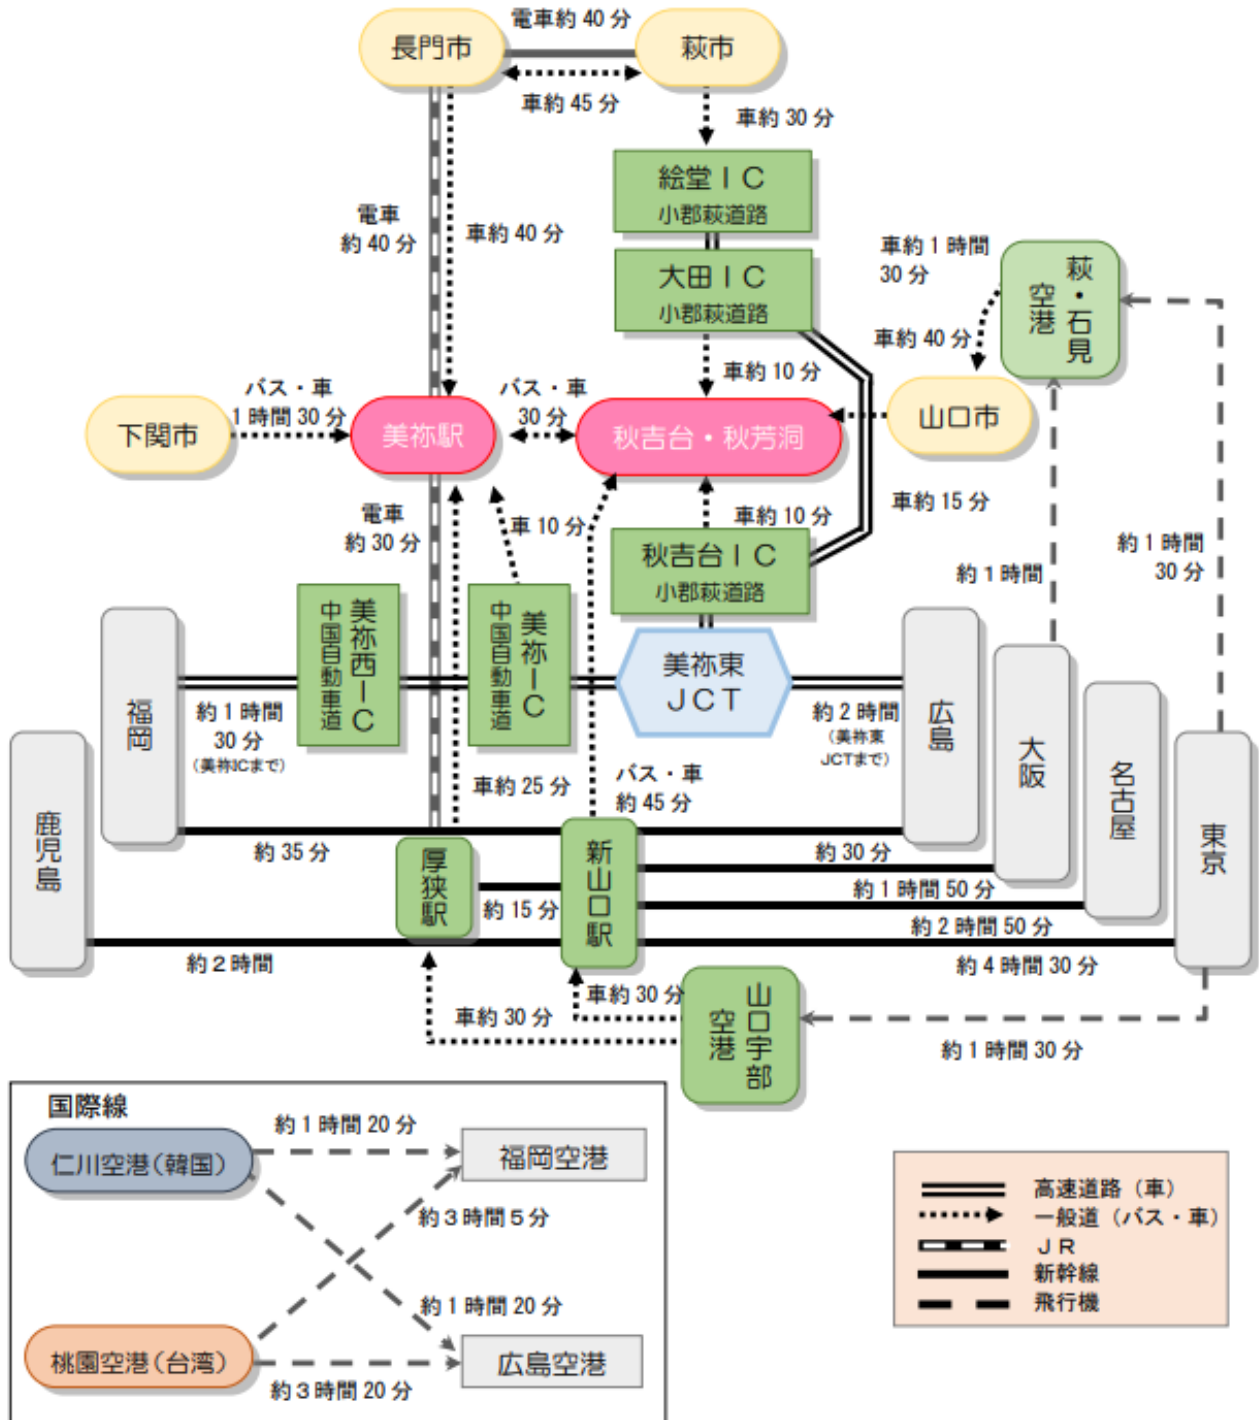 電車約 40 分
長門市
萩市
車約 45 分
車約 30 分
絵堂ＩＣ
小郡萩道路
電車
約 40 分
車約 40 分
大田ＩＣ
小郡萩道路
車約 1 時間
30 分
萩・石見
空港
車約 40 分
車約 10 分
バス・車
1 時間 30 分
バス・車
30 分
下関市
美祢駅
秋吉台・秋芳洞
山口市
電車
約 30 分
車 10 分
車約 10 分
車約 15 分
秋吉台ＩＣ
小郡萩道路
約 1 時間
約 1 時間
30 分
美祢西ＩＣ
中国自動車道
美祢ＩＣ
中国自動車道
美祢東
ＪＣＴ
福岡
約 1 時間
30 分
（美祢ICまで）
約 2 時間
（美祢東
JCTまで）
広島
大阪
名古屋
東京
鹿児島
車約 25 分
バス・車
約 45 分
約 35 分
約 30 分
厚狭駅
約 15 分
新山口駅
約 1 時間 50 分
約 2 時間 50 分
約 2 時間
約 4 時間 30 分
車約 30 分
車約 30 分
山口宇部
空港
約 1 時間 30 分
国際線
約 1 時間 20 分
仁川空港（韓国）
福岡空港
約 3 時間 5 分
約 1 時間 20 分
桃園空港（台湾）
広島空港
約 3 時間 20 分
高速道路（車）
一般道（バス・車）
ＪＲ
新幹線
飛行機